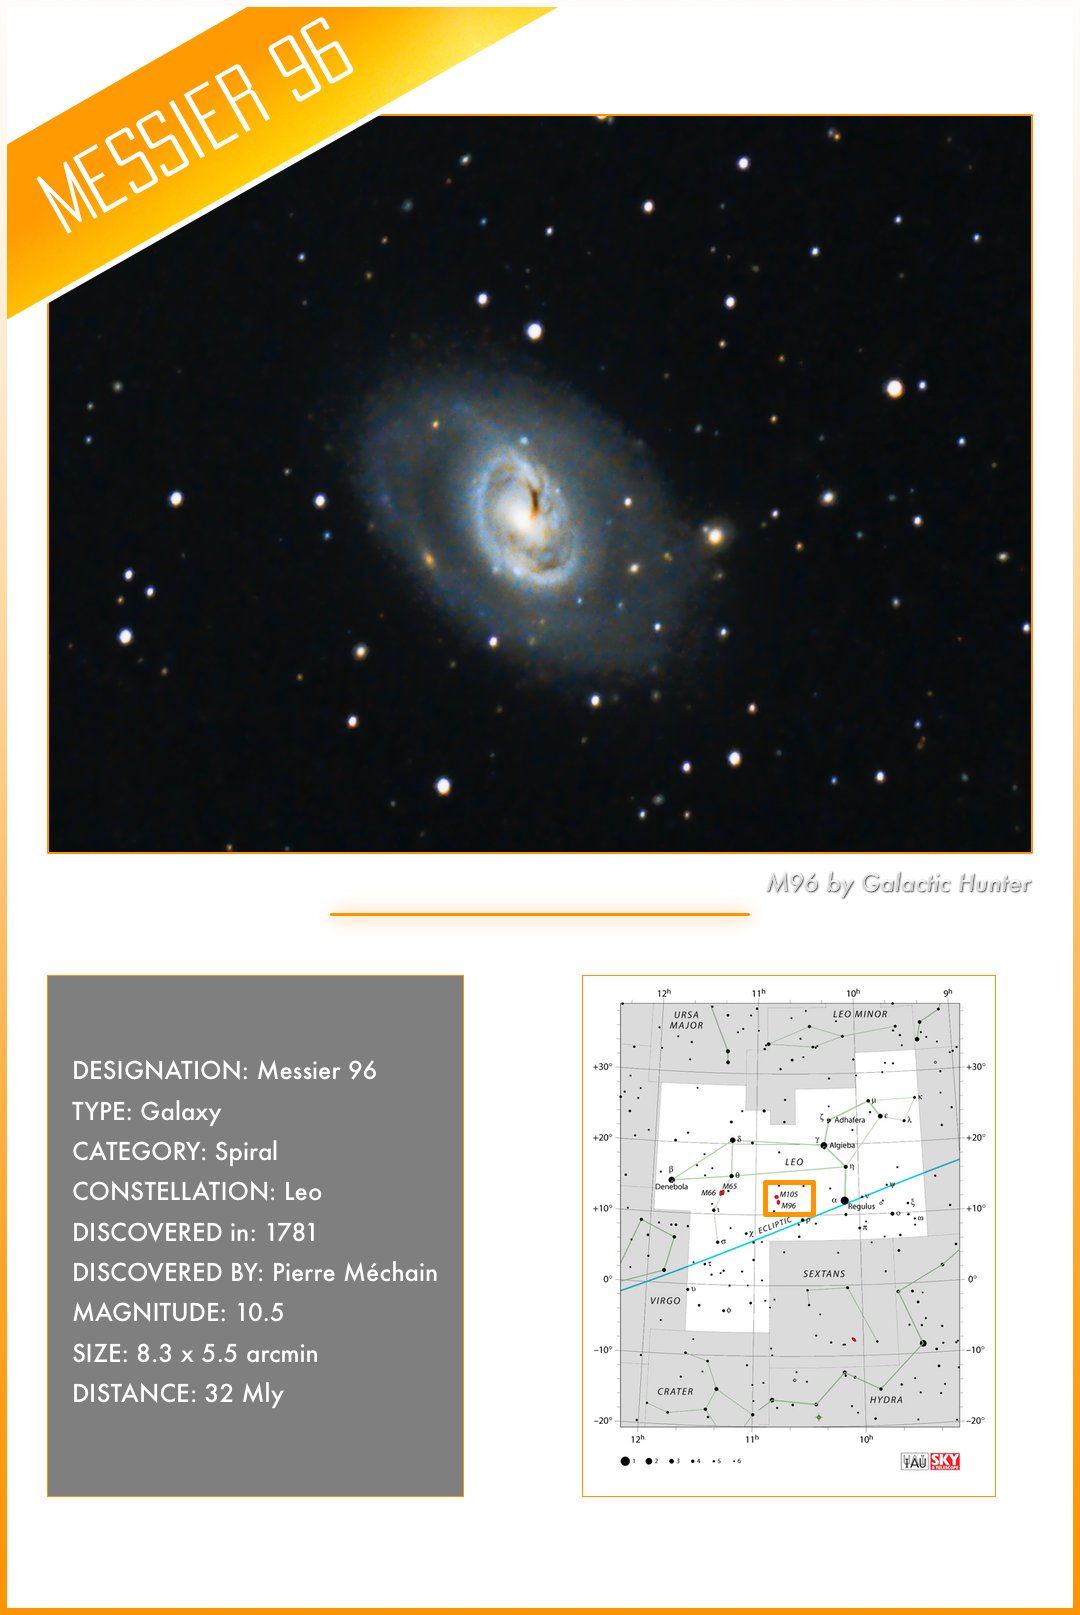 MESSIER 96
M96 by Galactic Hunter
DESIGNATION: Messier 96
TYPE: Galaxy
CATEGORY: Spiral
CONSTELLATION: Leo
DISCOVERED in: 1781
DISCOVERED BY: Pierre Méchain
MAGNITUDE: 10.5
SIZE: 8.3 x 5.5 arcmin
DISTANCE: 32 Mly
12h 11h 10h 9h
URSA MAJOR
LEO MINOR
+30° +30°
μ κ
ζ Adhafera ε λ
+20° δ γ Algieba +20°
LEO
β θ η
Denebola
M66 M65 M105 α ν ψ
M96 Regulus ξ
+10° ι ρ ο +10°
ECLIPTIC π ω
σ χ
τ
0° SEXTANS 0°
υ
VIRGO φ
−10° −10°
CRATER HYDRA
−20° −20°
12h 11h 10h
1 2 3 4 5 6
IAU SKY